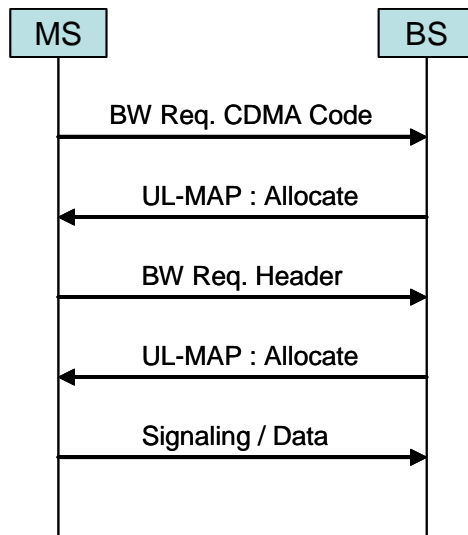 MS
BS
BW Req. CDMA Code
UL-MAP : Allocate
BW Req. Header
UL-MAP : Allocate
Signaling / Data